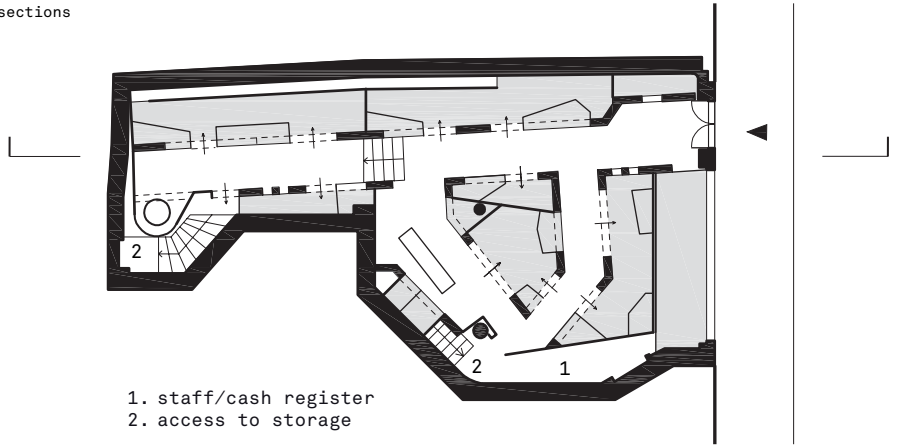 sections
2
2
1
1. staff/cash register
2. access to storage